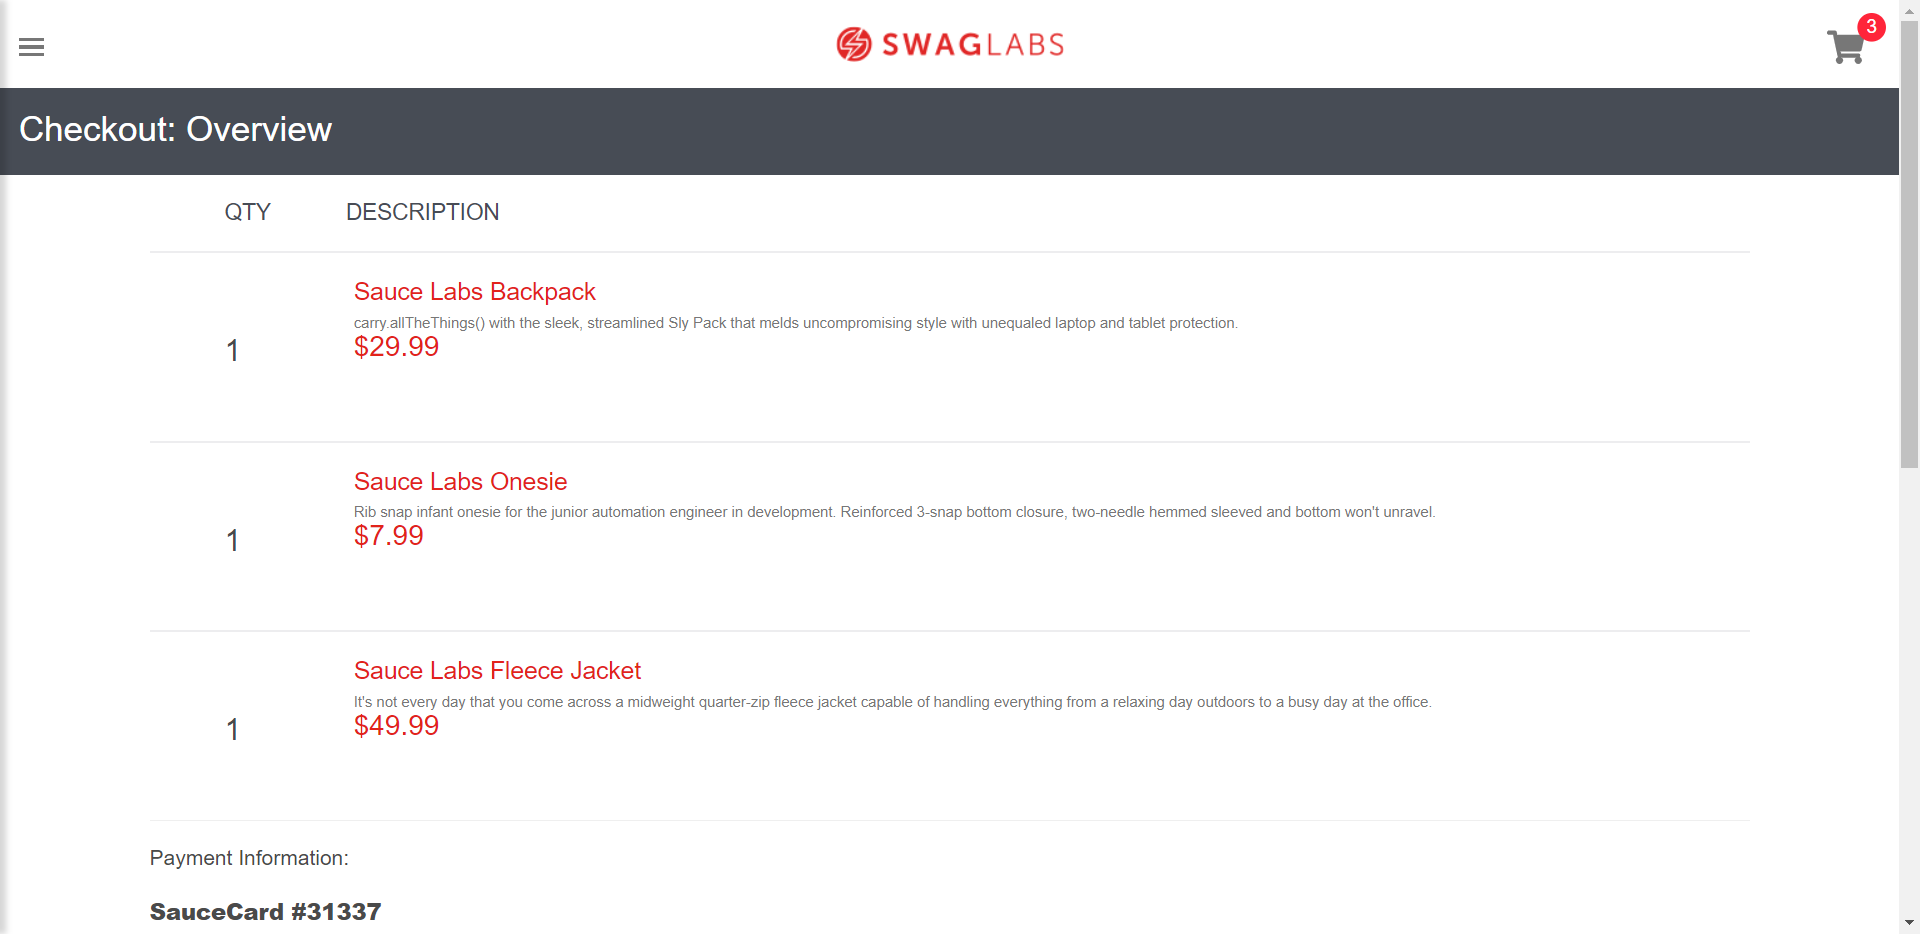 SWAGLABS
3
Checkout: Overview
QTY DESCRIPTION
Sauce Labs Backpack
carry.allTheThings() with the sleek, streamlined Sly Pack that melds uncompromising style with unequaled laptop and tablet protection.
1
$29.99
Sauce Labs Onesie
Rib snap infant onesie for the junior automation engineer in development. Reinforced 3-snap bottom closure, two-needle hemmed sleeved and bottom won't unravel.
1
$7.99
Sauce Labs Fleece Jacket
It's not every day that you come across a midweight quarter-zip fleece jacket capable of handling everything from a relaxing day outdoors to a busy day at the office.
1
$49.99
Payment Information:
SauceCard #31337